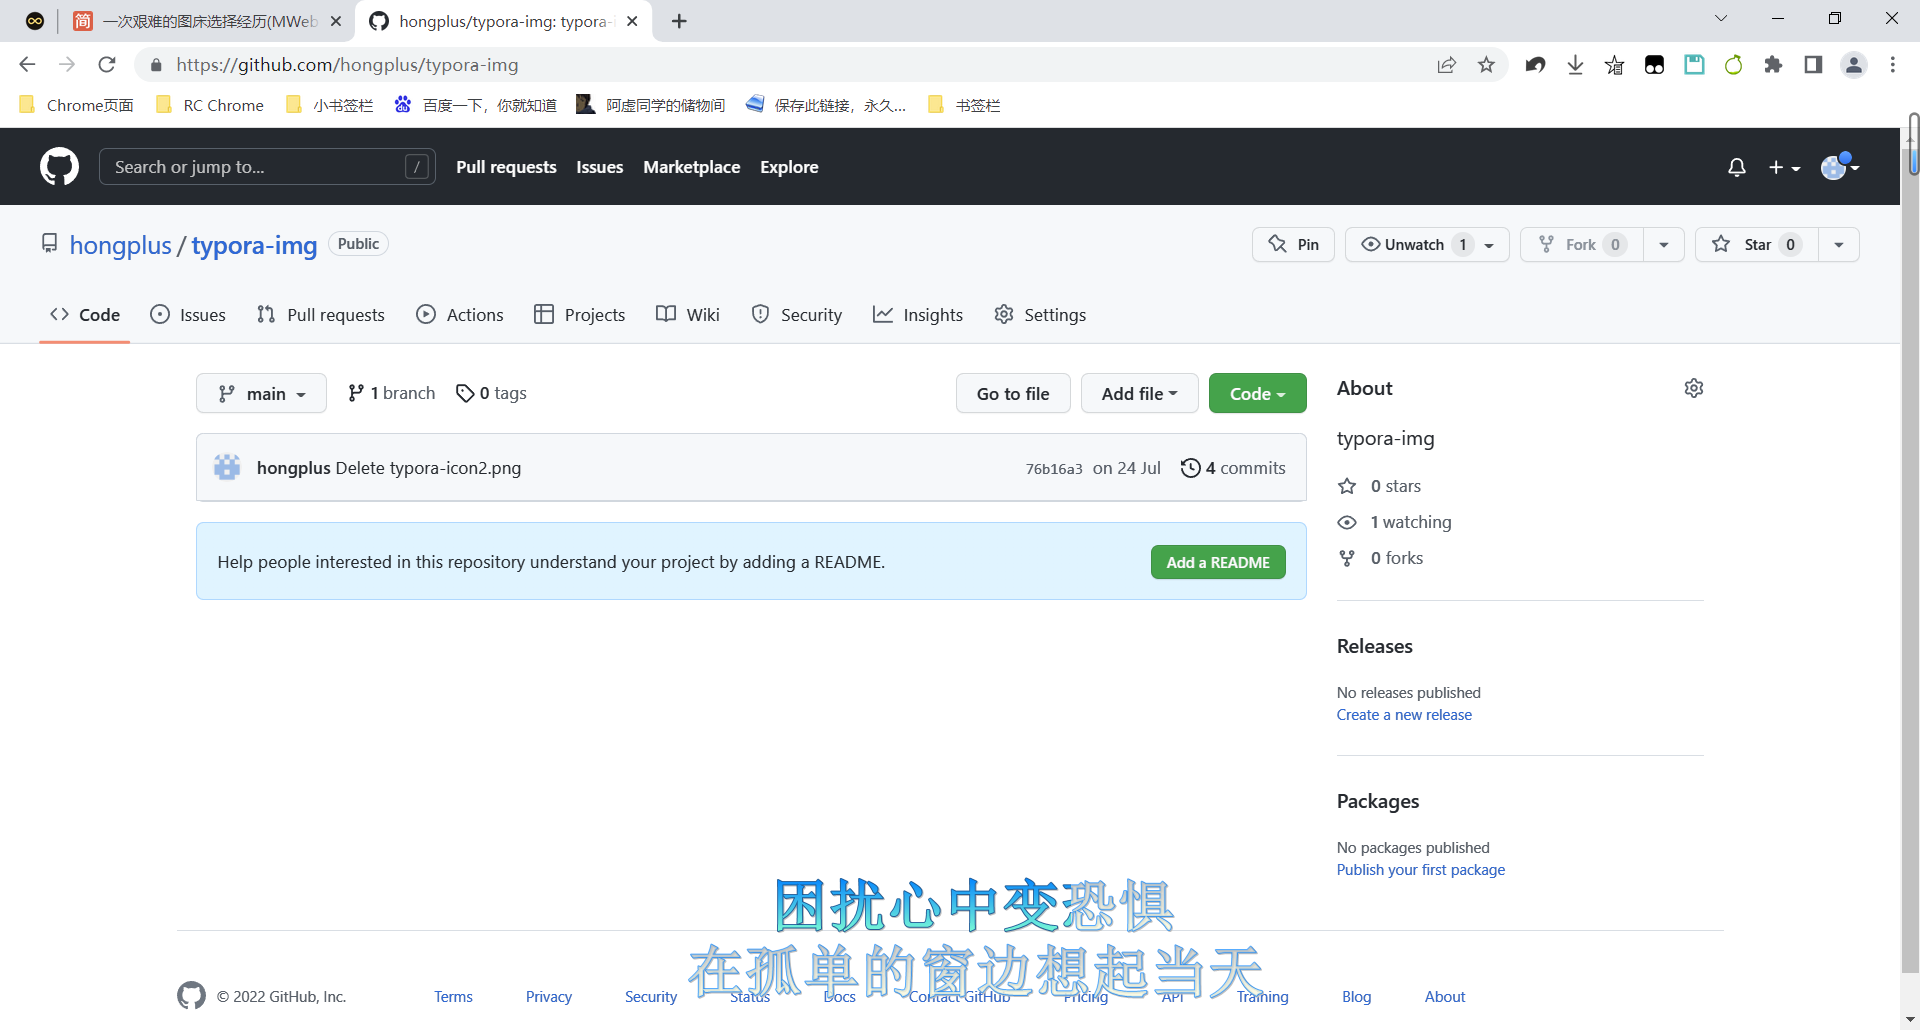 一次艰难的图床选择经历(MWeb
hongplus/typora-img: typora-
https://github.com/hongplus/typora-img
Chrome页面
RC Chrome
小书签栏
百度一下，你就知道
阿虚同学的储物间
保存此链接，永久...
书签栏
Search or jump to...
/
Pull requests
Issues
Marketplace
Explore
hongplus / typora-img
Public
Pin
Unwatch 1
Fork 0
Star 0
Code
Issues
Pull requests
Actions
Projects
Wiki
Security
Insights
Settings
main
1 branch
0 tags
Go to file
Add file
Code
hongplus Delete typora-icon2.png
76b16a3 on 24 Jul
4 commits
Help people interested in this repository understand your project by adding a README.
Add a README
About
typora-img
0 stars
1 watching
0 forks
Releases
No releases published
Create a new release
Packages
No packages published
Publish your first package
困扰心中变恐惧
在孤单的窗边想起当天
© 2022 GitHub, Inc.
Terms
Privacy
Security
Status
Docs
Contact GitHub
Pricing
API
Training
Blog
About